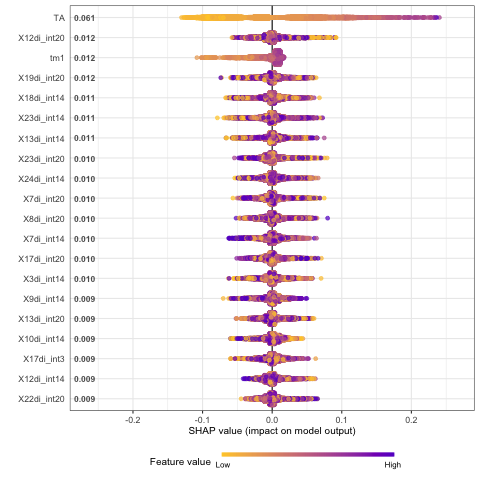 TA 0.061
X12di_int20 0.012
tm1 0.012
X19di_int20 0.012
X18di_int14 0.011
X23di_int14 0.011
X13di_int14 0.011
X23di_int20 0.010
X24di_int14 0.010
X7di_int20 0.010
X8di_int20 0.010
X7di_int14 0.010
X17di_int20 0.010
X3di_int14 0.010
X9di_int14 0.009
X13di_int20 0.009
X10di_int14 0.009
X17di_int3 0.009
X12di_int14 0.009
X22di_int20 0.009
-0.2 -0.1 0.0 0.1 0.2
SHAP value (impact on model output)
Feature value Low High